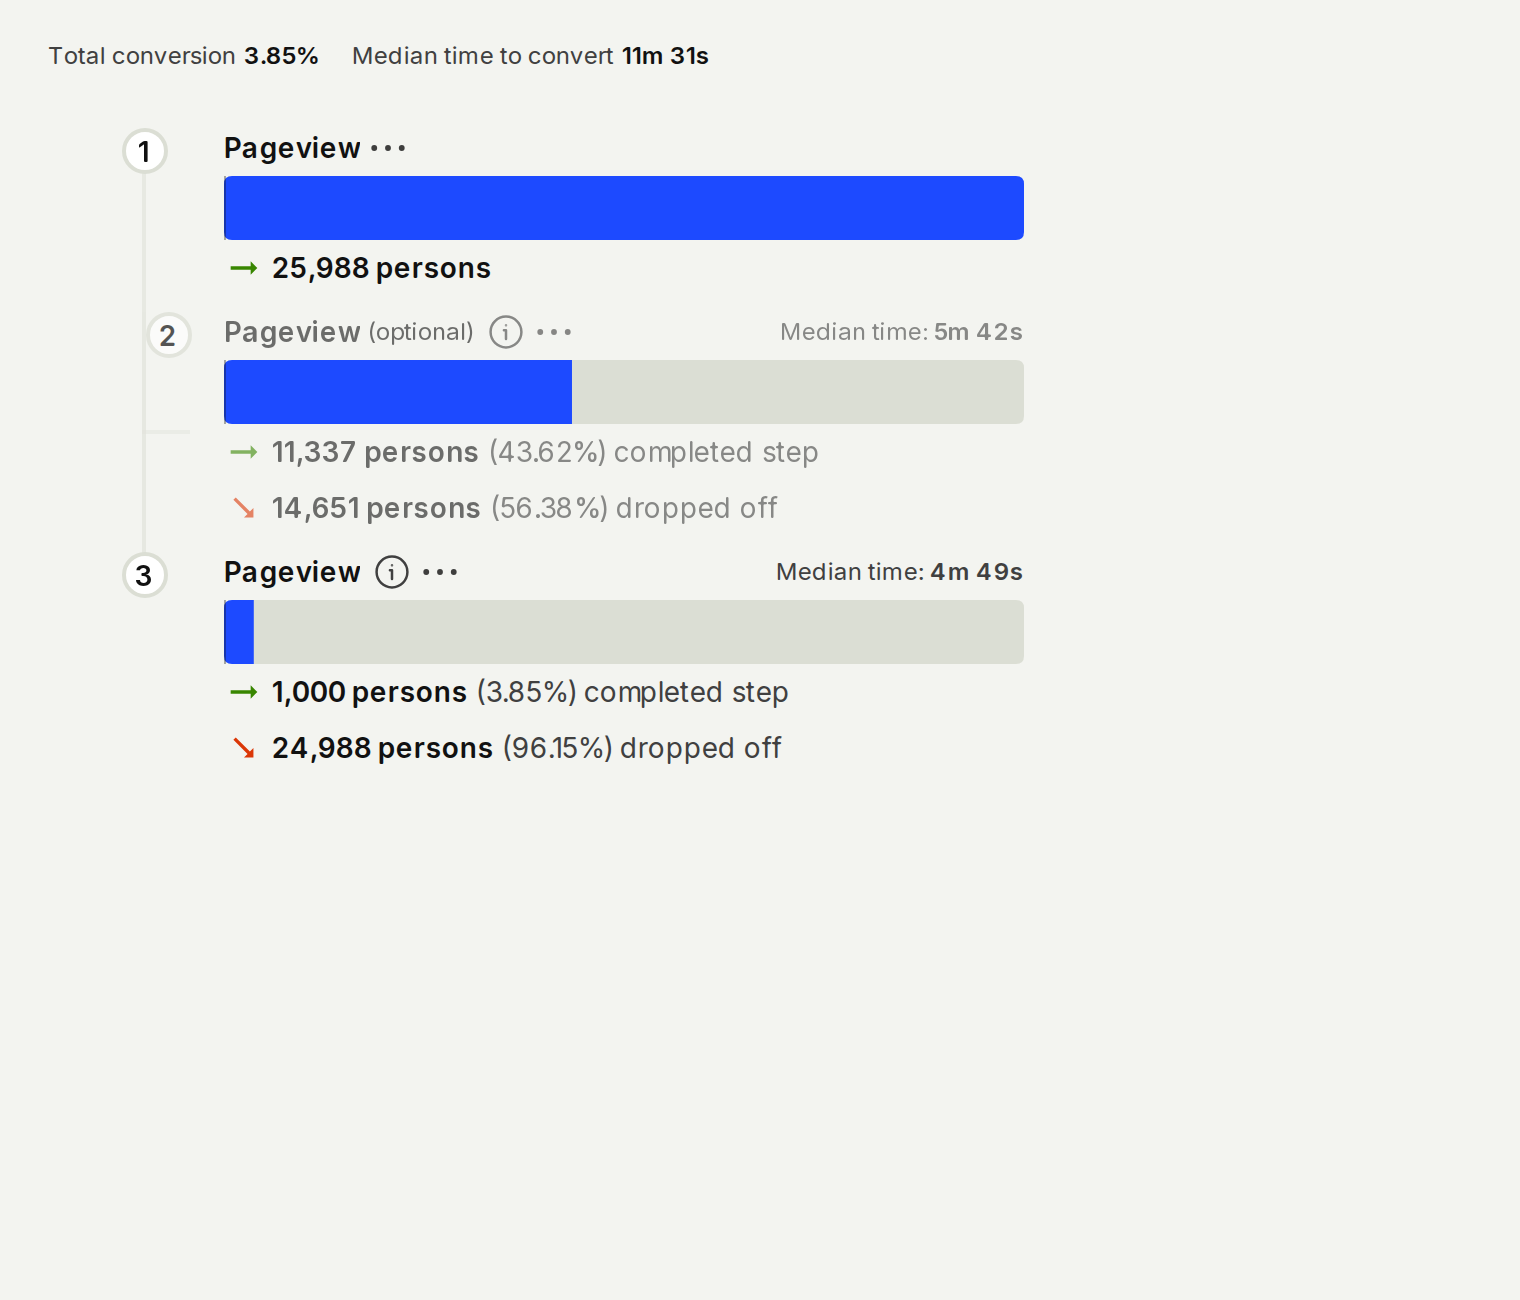 Total conversion 3.85% Median time to convert 11m 31s
1 Pageview
25,988 persons
2 Pageview (optional) Median time: 5m 42s
11,337 persons (43.62%) completed step
14,651 persons (56.38%) dropped off
3 Pageview Median time: 4m 49s
1,000 persons (3.85%) completed step
24,988 persons (96.15%) dropped off